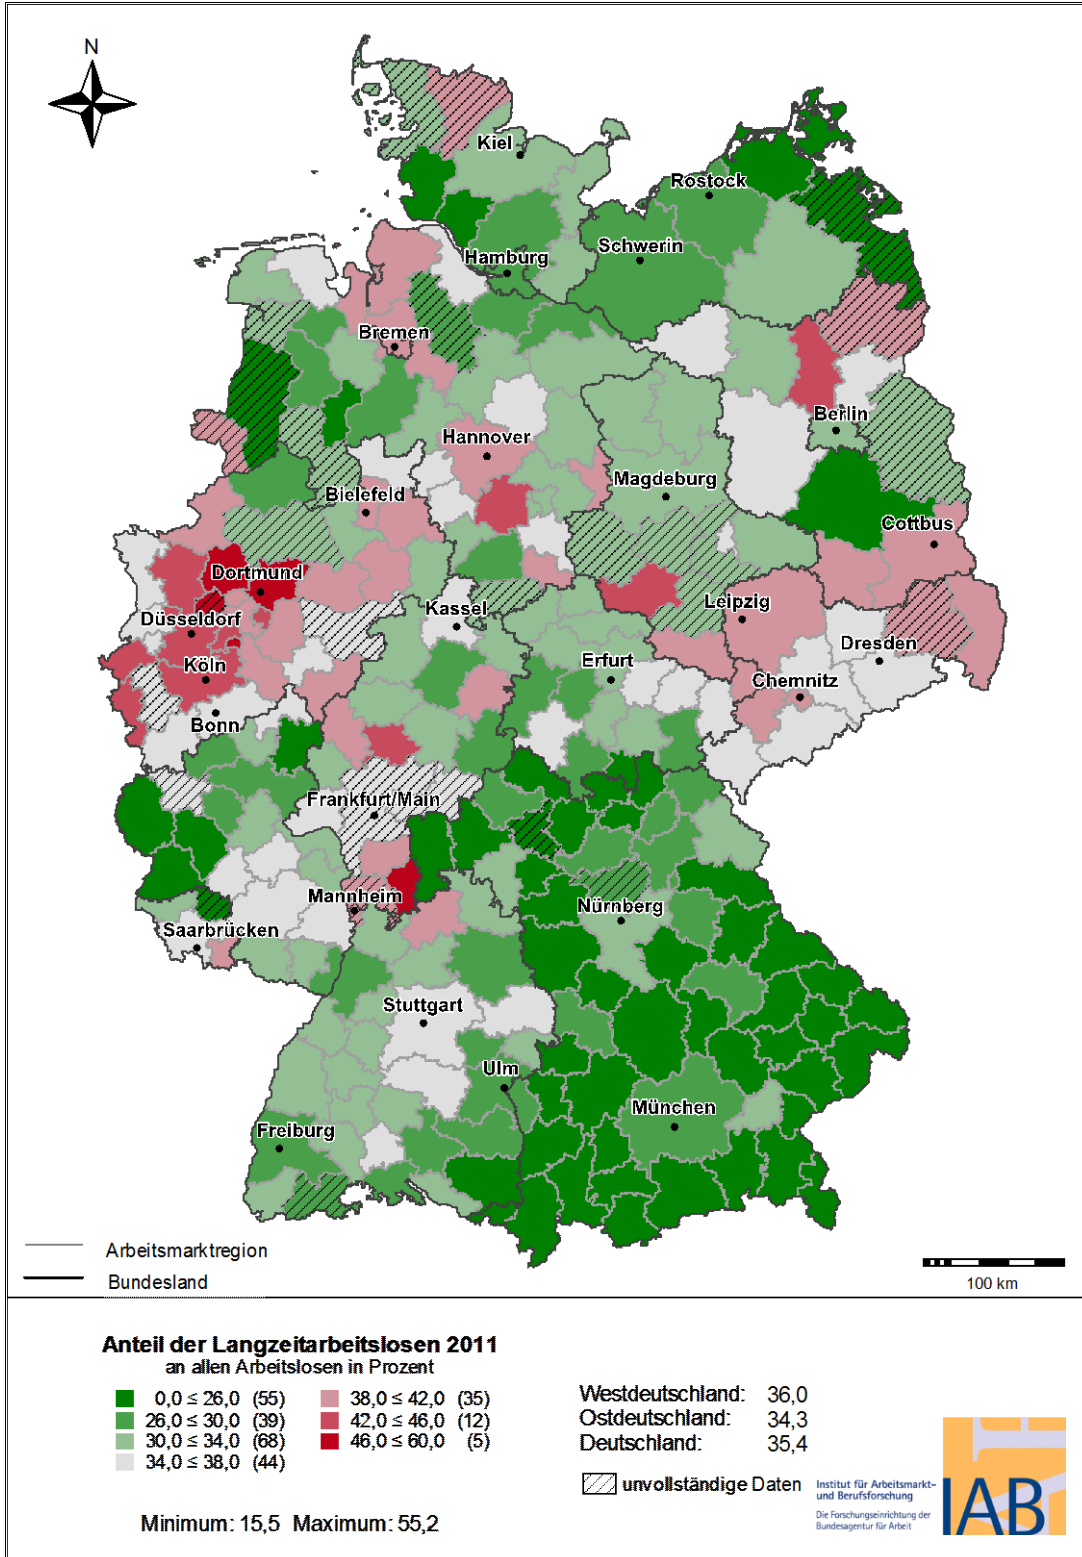 N
Kiel
Rostock
Schwerin
Hamburg
Bremen
Berlin
Hannover
Magdeburg
Bielefeld
Cottbus
Dortmund
Leipzig
Kassel
Düsseldorf
Dresden
Erfurt
Köln
Chemnitz
Bonn
Frankfurt/Main
Mannheim
Nürnberg
Saarbrücken
Stuttgart
Ulm
München
Freiburg
Arbeitsmarktregion
Bundesland
100 km
Anteil der Langzeitarbeitslosen 2011
an allen Arbeitslosen in Prozent
0,0 ≤ 26,0 (55)
26,0 ≤ 30,0 (39)
30,0 ≤ 34,0 (68)
34,0 ≤ 38,0 (44)
38,0 ≤ 42,0 (35)
42,0 ≤ 46,0 (12)
46,0 ≤ 60,0 (5)
Minimum: 15,5 Maximum: 55,2
Westdeutschland: 36,0
Ostdeutschland: 34,3
Deutschland: 35,4
unvollständige Daten
Institut für Arbeitsmarkt-
und Berufsforschung
Die Forschungseinrichtung der
Bundesagentur für Arbeit
IAB